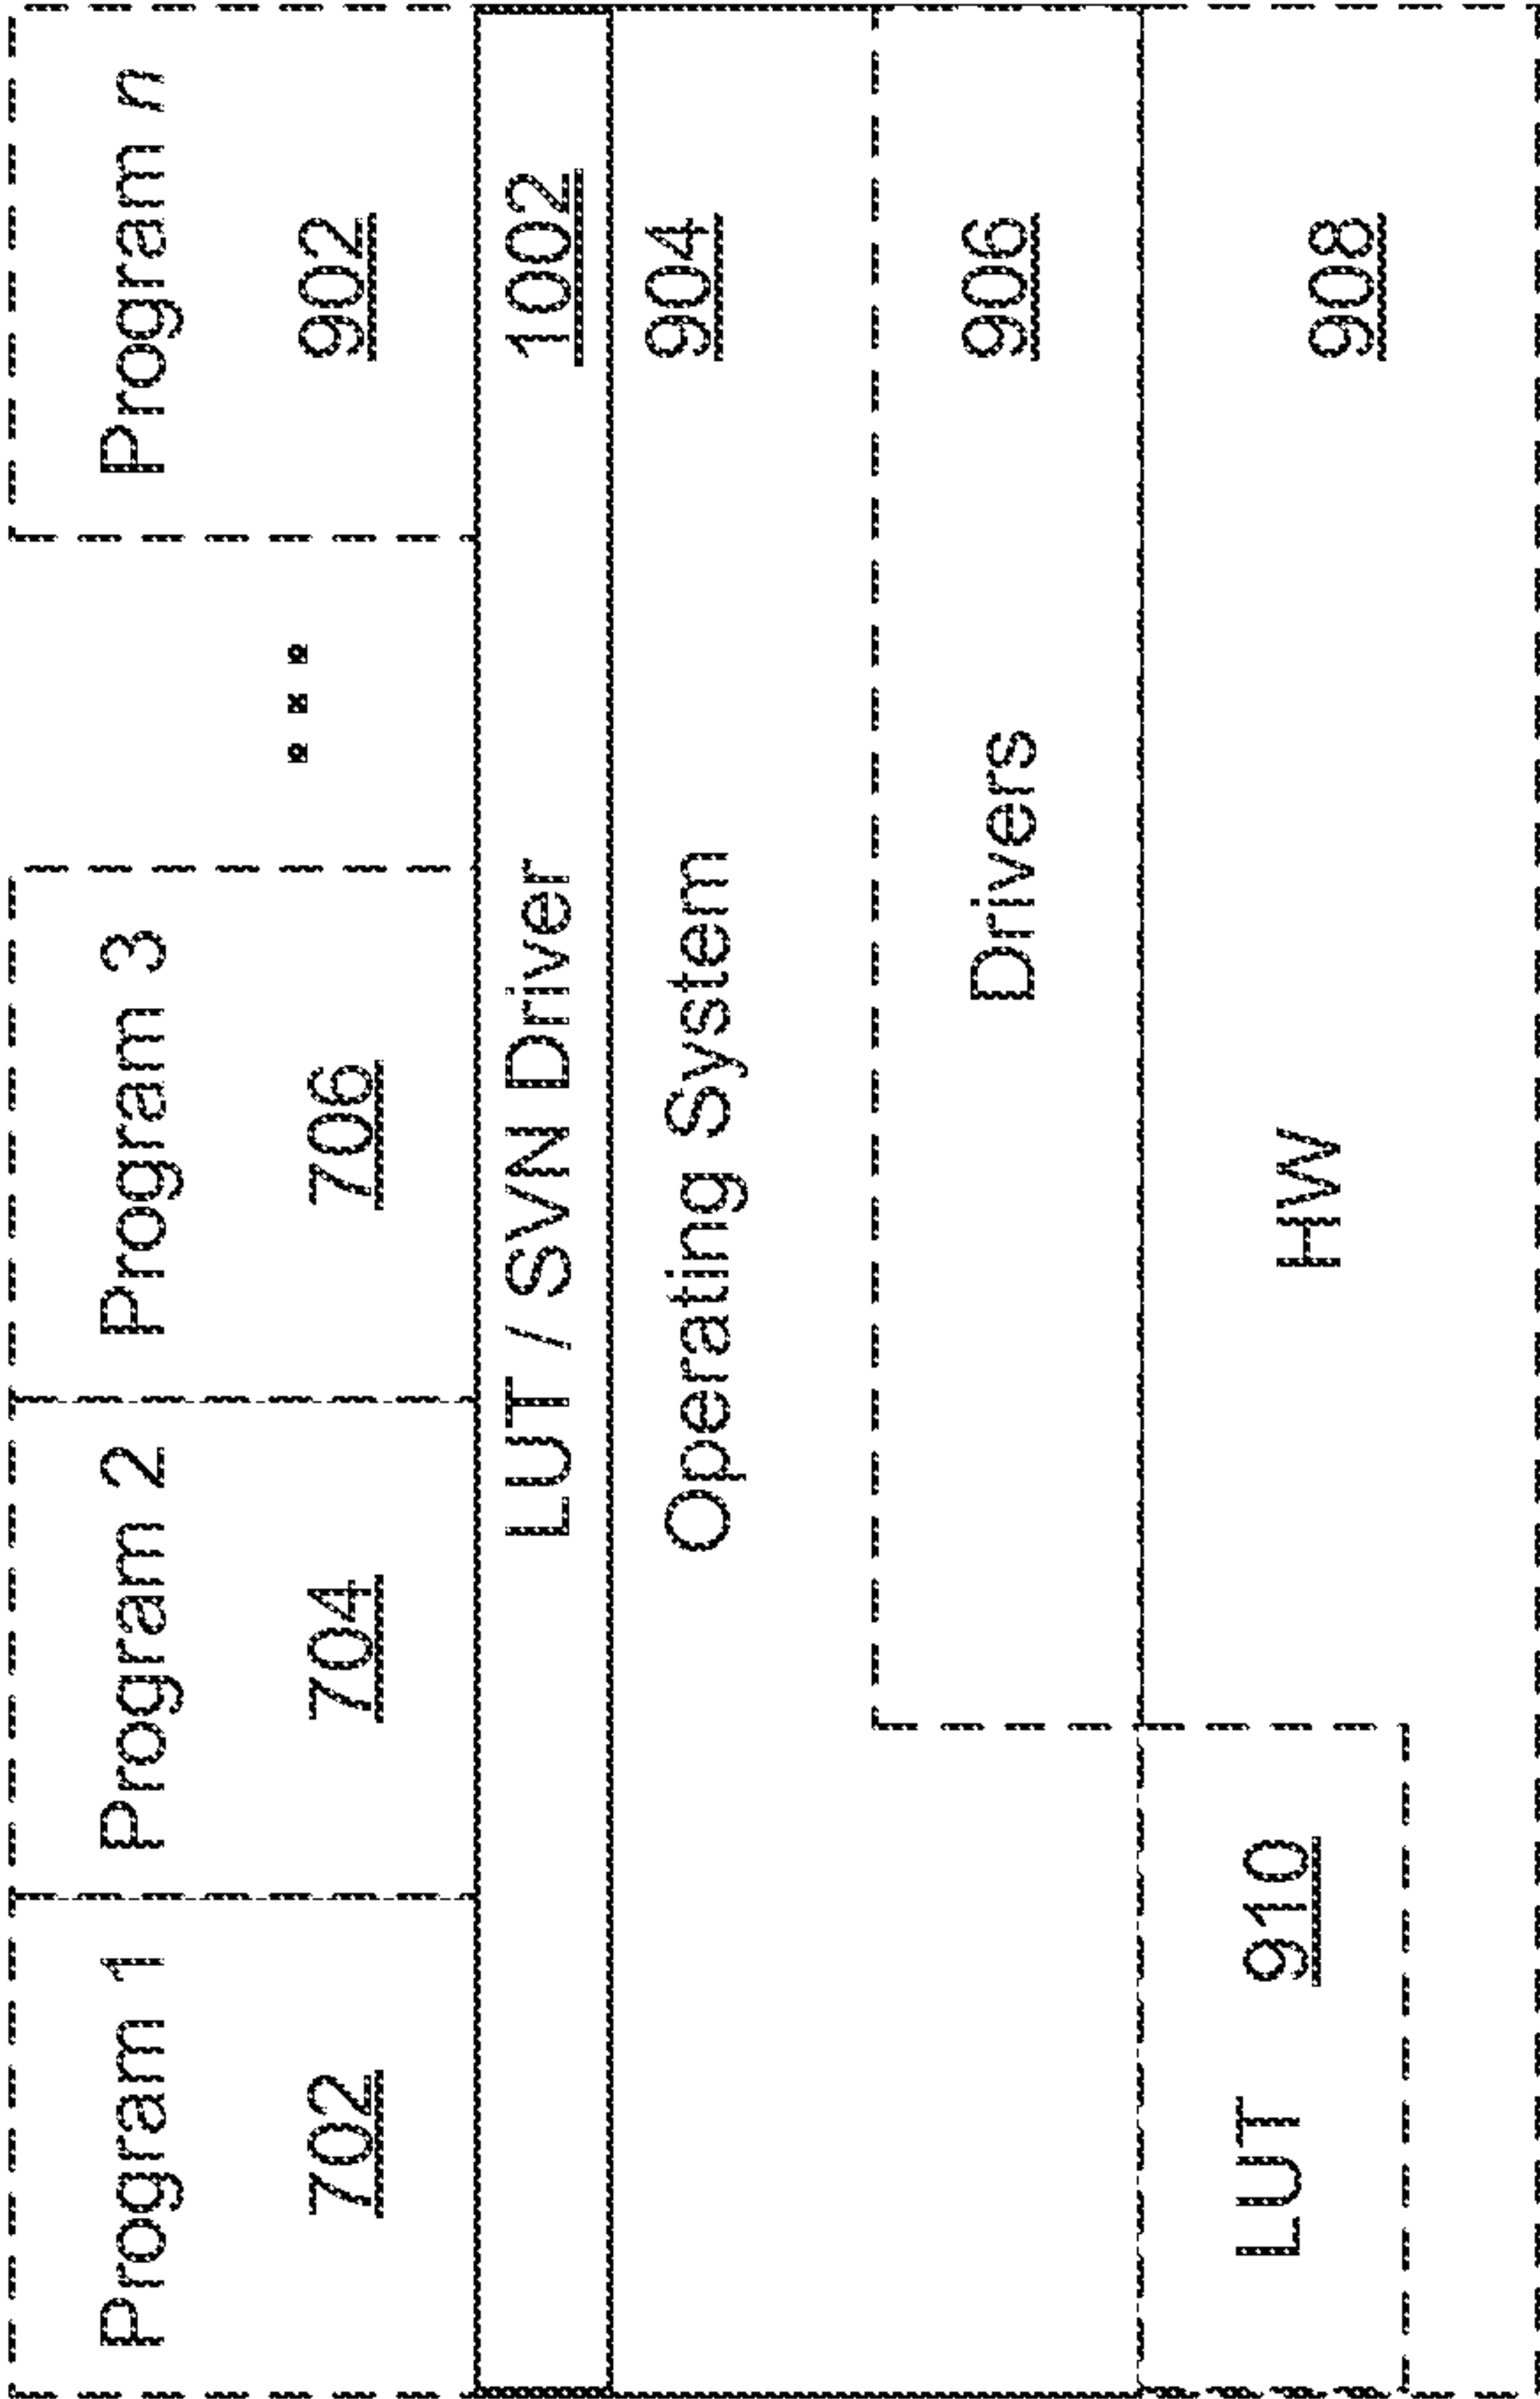 Program 1
702
Program 2
704
Program 3
706
...
Program n
902
LUT / SVN Driver 1002
Operating System 904
Drivers 906
LUT 910
HW 908